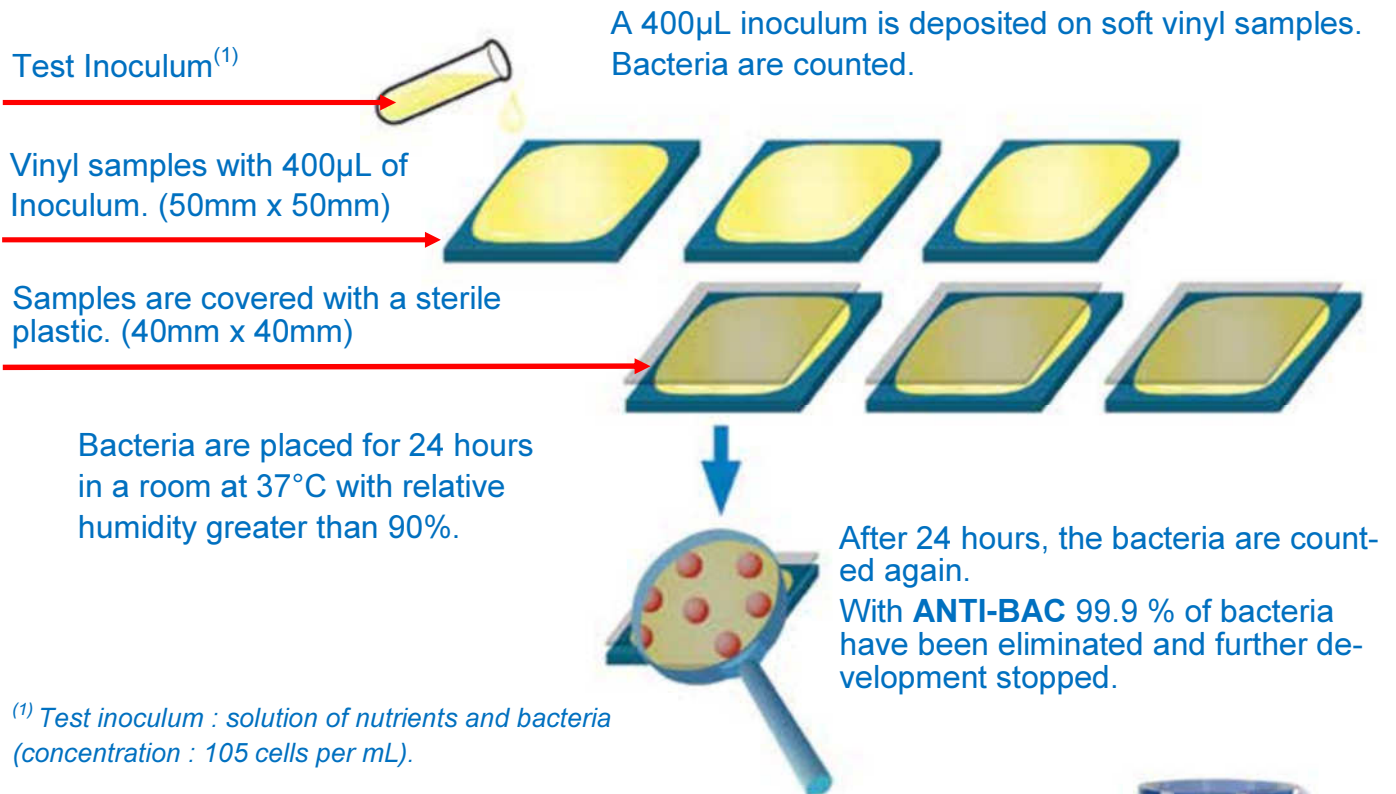 A 400µL inoculum is deposited on soft vinyl samples.
Bacteria are counted.
Test Inoculum(1)
Vinyl samples with 400µL of
Inoculum. (50mm x 50mm)
Samples are covered with a sterile
plastic. (40mm x 40mm)
Bacteria are placed for 24 hours
in a room at 37°C with relative
humidity greater than 90%.
After 24 hours, the bacteria are count-
ed again.
With ANTI-BAC 99.9 % of bacteria
have been eliminated and further de-
velopment stopped.
(1) Test inoculum : solution of nutrients and bacteria
(concentration : 105 cells per mL).